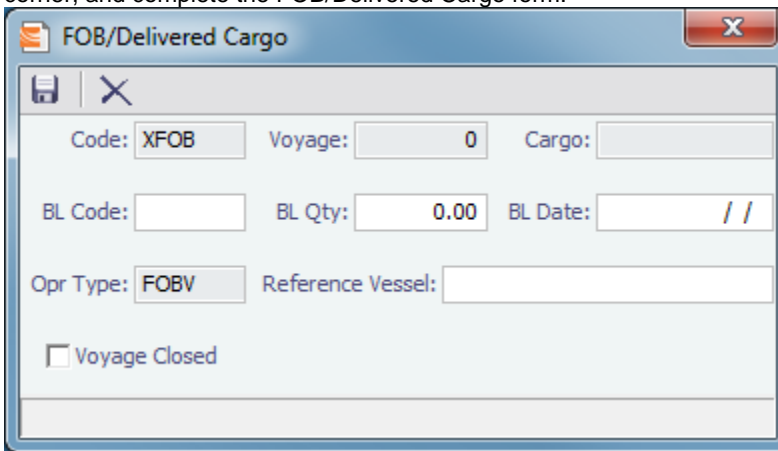 corner, and complete the FOB/Delivered Cargo form.
FOB/Delivered Cargo
Code: XFOB Voyage: 0 Cargo:
BL Code: BL Qty: 0.00 BL Date: / /
Opr Type: FOBV Reference Vessel:
Voyage Closed